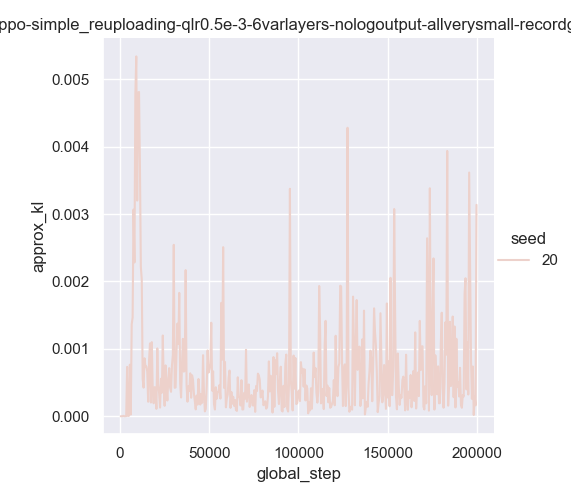 ppo-simple_reuploading-qlr0.5e-3-6varlayers-nologoutput-allverysmall-recordg
0.005
0.004
0.003
0.002
0.001
0.000
approx_kl
0 50000 100000 150000 200000
global_step
seed
20